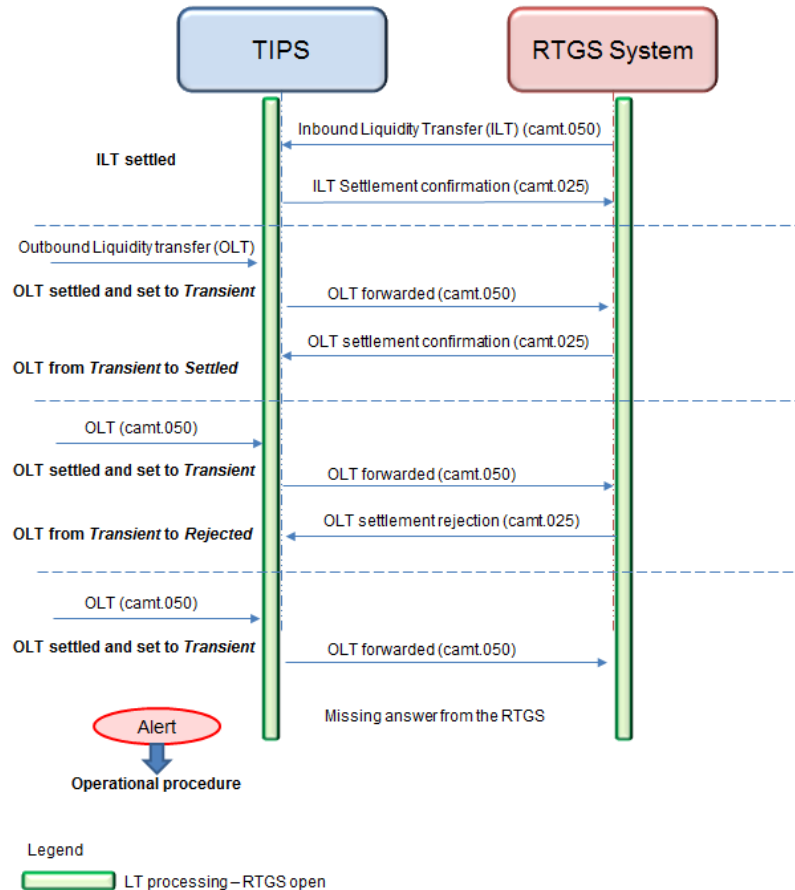 TIPS
RTGS System
Inbound Liquidity Transfer (ILT) (camt.050)
ILT settled
ILT Settlement confirmation (camt.025)
Outbound Liquidity transfer (OLT)
OLT settled and set to Transient
OLT forwarded (camt.050)
OLT settlement confirmation (camt.025)
OLT from Transient to Settled
OLT (camt.050)
OLT settled and set to Transient
OLT forwarded (camt.050)
OLT settlement rejection (camt.025)
OLT from Transient to Rejected
OLT (camt.050)
OLT settled and set to Transient
OLT forwarded (camt.050)
Missing answer from the RTGS
Alert
Operational procedure
Legend
LT processing – RTGS open